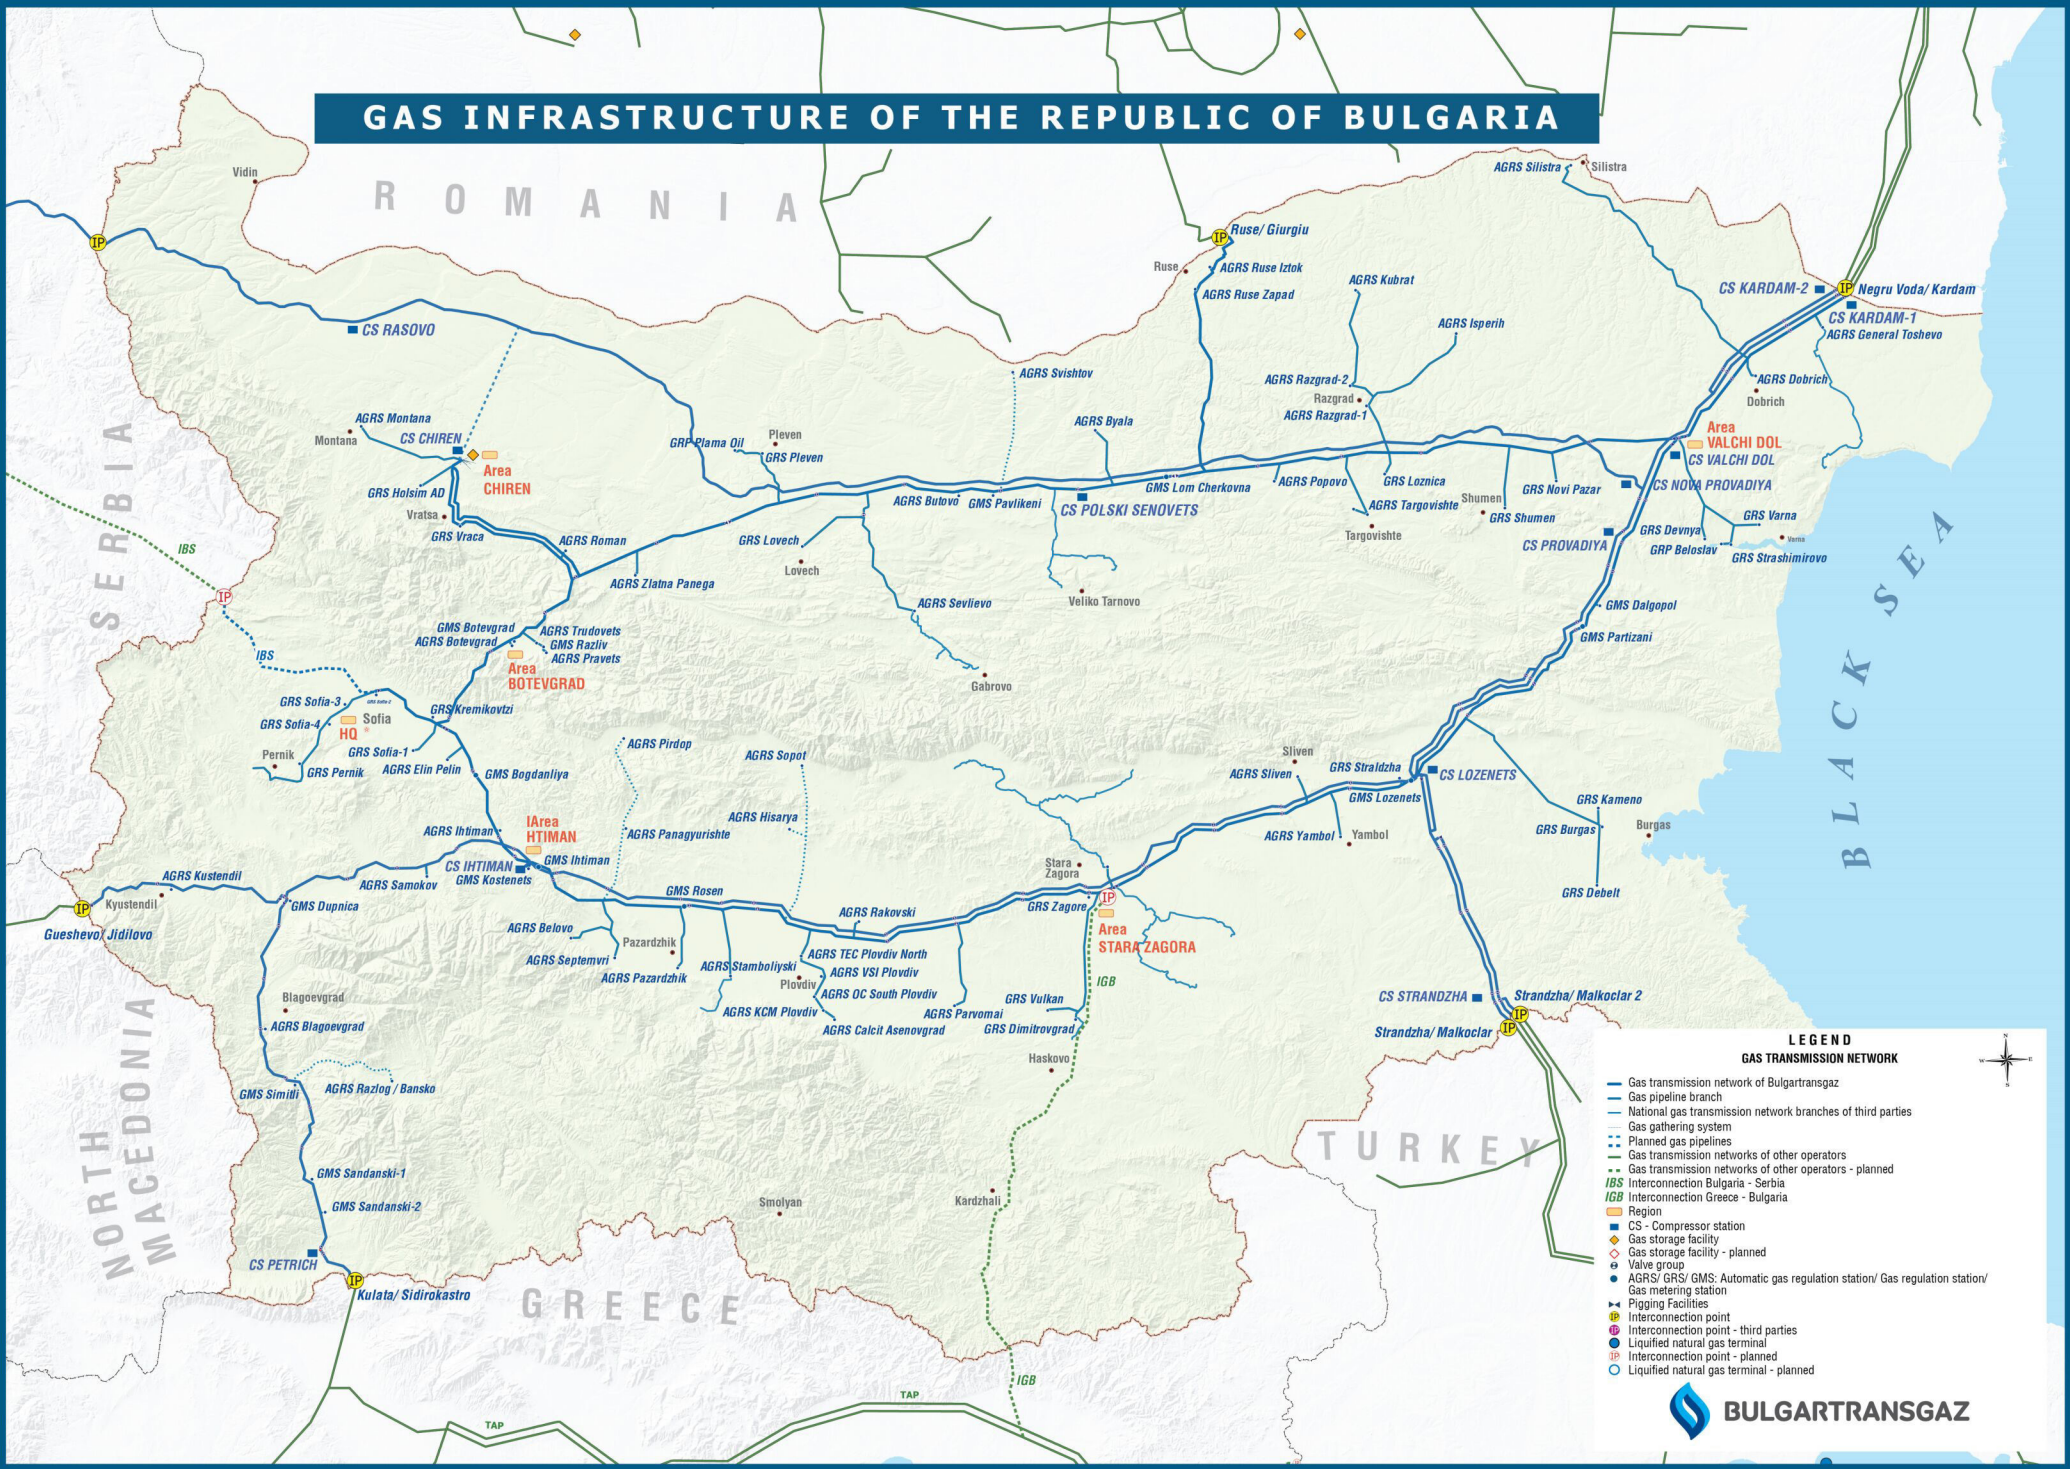 GAS INFRASTRUCTURE OF THE REPUBLIC OF BULGARIA
ROMANIA
SERBIA
NORTH
MACEDONIA
GREECE
TURKEY
BLACK SEA
Vidin
AGRS Silistra
Silistra
IP
IP
Ruse/ Giurgiu
Ruse
AGRS Ruse Iztok
AGRS Ruse Zapad
AGRS Kubrat
AGRS Isperih
CS KARDAM-2
IP
Negru Voda/ Kardam
CS KARDAM-1
AGRS General Toshevo
CS RASOVO
AGRS Svishtov
AGRS Razgrad-2
Razgrad
AGRS Razgrad-1
AGRS Dobrich
Dobrich
AGRS Montana
Montana
CS CHIREN
Area
CHIREN
GRS Holsim AD
Vratsa
GRS Vraca
GRP Plama Oil
Pleven
GRS Pleven
AGRS Byala
Area
VALCHI DOL
CS VALCHI DOL
CS NOVA PROVADIYA
AGRS Butovo
GMS Pavlikeni
CS POLSKI SENOVETS
GMS Lom Cherkovna
AGRS Popovo
GRS Loznica
AGRS Targovishte
Targovishte
Shumen
GRS Shumen
GRS Novi Pazar
CS PROVADIYA
GRS Devnya
GRS Varna
Varna
GRP Beloslav
GRS Strashimirovo
IBS
AGRS Roman
GRS Lovech
Lovech
AGRS Zlatna Panega
IP
AGRS Sevlievo
Veliko Tarnovo
GMS Dalgopol
GMS Partizani
GMS Botevgrad
AGRS Botevgrad
AGRS Trudovets
GMS Razliv
AGRS Pravets
IBS
Area
BOTEVGRAD
Gabrovo
GRS Sofia-3
GRS Sofia-2
GRS Sofia-4
Sofia
HQ
GRS Kremikovtzi
Pernik
GRS Pernik
GRS Sofia-1
AGRS Elin Pelin
GMS Bogdanliya
AGRS Pirdop
AGRS Sopot
Sliven
AGRS Sliven
GRS Straldzha
CS LOZENETS
GMS Lozenets
AGRS Ihtiman
IArea
HTIMAN
AGRS Panagyurishte
AGRS Hisarya
AGRS Yambol
Yambol
GRS Kameno
GRS Burgas
Burgas
GRS Debelt
CS IHTIMAN
GMS Ihtiman
GMS Kostenets
AGRS Kustendil
Kyustendil
AGRS Samokov
GMS Dupnica
IP
Gueshevo/ Jidilovo
GMS Rosen
Stara
Zagora
GRS Zagore
IP
Area
STARA ZAGORA
AGRS Belovo
AGRS Septemvri
Pazardzhik
AGRS Pazardzhik
AGRS Rakovski
AGRS TEC Plovdiv North
AGRS Stamboliyski
AGRS VSI Plovdiv
Plovdiv
AGRS OC South Plovdiv
AGRS KCM Plovdiv
AGRS Calcit Asenovgrad
AGRS Parvomai
GRS Vulkan
GRS Dimitrovgrad
IGB
Haskovo
CS STRANDZHA
Strandzha/ Malkoclar 2
IP
Strandzha/ Malkoclar
IP
Blagoevgrad
AGRS Blagoevgrad
GMS Simitli
AGRS Razlog / Bansko
GMS Sandanski-1
GMS Sandanski-2
CS PETRICH
IP
Kulata/ Sidirokastro
Smolyan
Kardzhali
IGB
TAP
TAP
LEGEND
GAS TRANSMISSION NETWORK
N
W
E
S
Gas transmission network of Bulgartransgaz
Gas pipeline branch
National gas transmission network branches of third parties
Gas gathering system
Planned gas pipelines
Gas transmission networks of other operators
Gas transmission networks of other operators - planned
IBS Interconnection Bulgaria - Serbia
IGB Interconnection Greece - Bulgaria
Region
CS - Compressor station
Gas storage facility
Gas storage facility - planned
Valve group
AGRS/ GRS/ GMS: Automatic gas regulation station/ Gas regulation station/
Gas metering station
Pigging Facilities
IP Interconnection point
IP Interconnection point - third parties
Liquified natural gas terminal
IP Interconnection point - planned
Liquified natural gas terminal - planned
BULGARTRANSGAZ